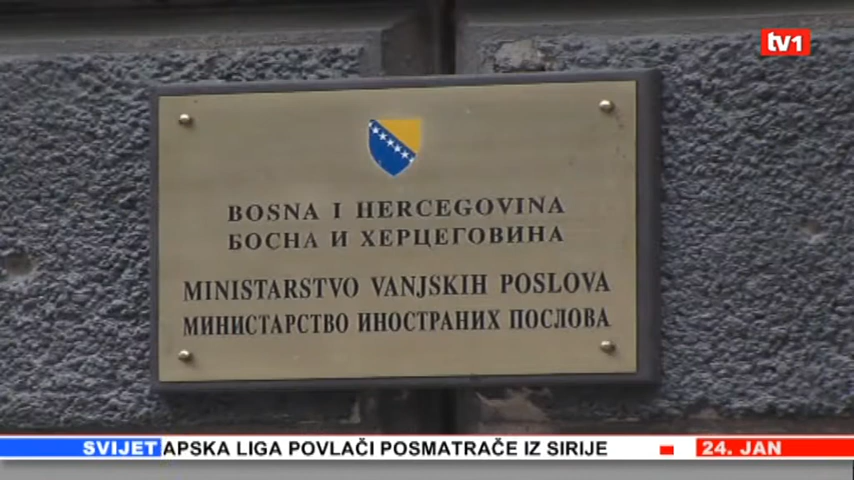 tv1
BOSNA I HERCEGOVINA
БОСНА И ХЕРЦЕГОВИНА
MINISTARSTVO VANJSKIH POSLOVA
МИНИСТАРСТВО ИНОСТРАНИХ ПОСЛОВА
SVIJET APSKA LIGA POVLAČI POSMATRAČE IZ SIRIJE 24. JAN